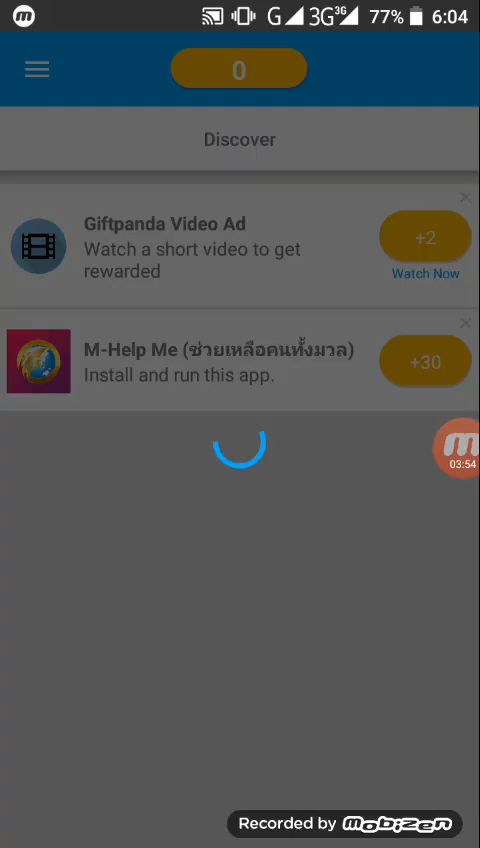 G 3G 3G 77% 6:04
0
Discover
Giftpanda Video Ad
Watch a short video to get
rewarded
+2
Watch Now
M-Help Me (ช่วยเหลือคนทั้งมวล)
Install and run this app.
+30
03:54
Recorded by mobizen